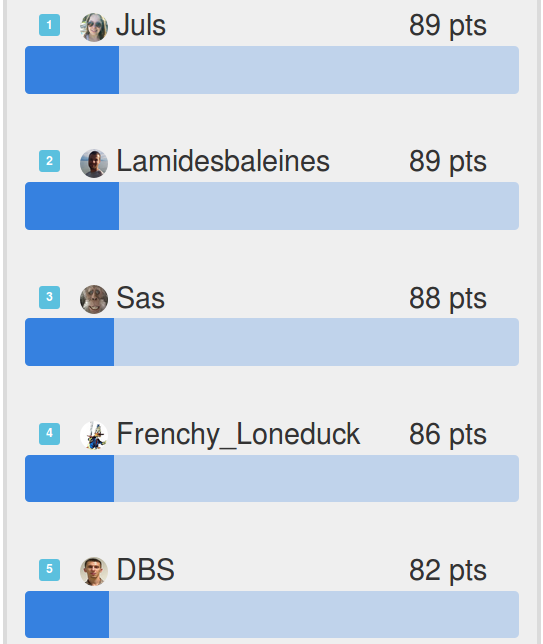 1 Juls 89 pts
2 Lamidesbaleines 89 pts
3 Sas 88 pts
4 Frenchy_Loneduck 86 pts
5 DBS 82 pts